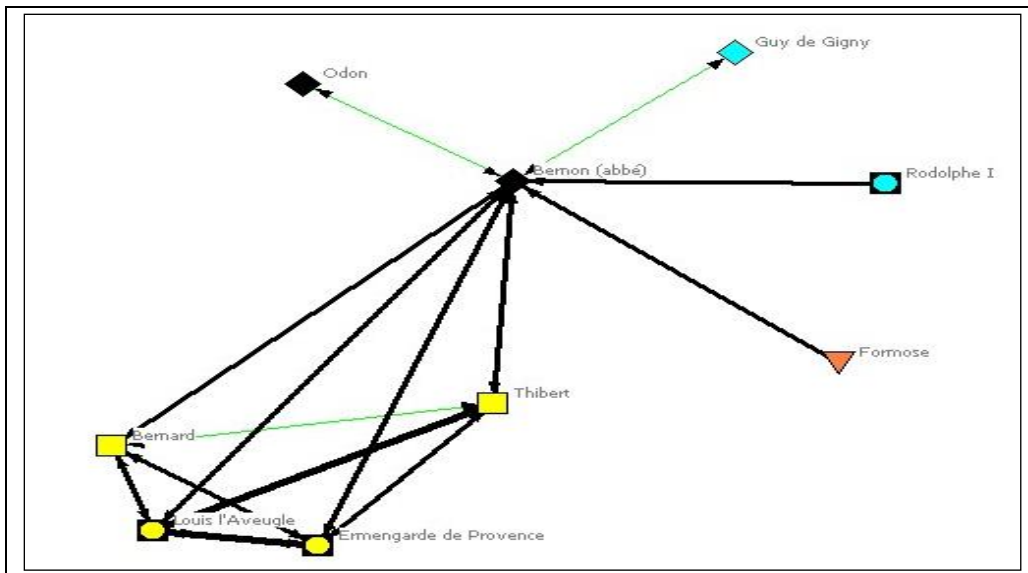 Guy de Gigny
Odon
Bernon (abbé)
Rodolphe I
Formose
Thibert
Bernard
Louis l'Aveugle
Ermengarde de Provence